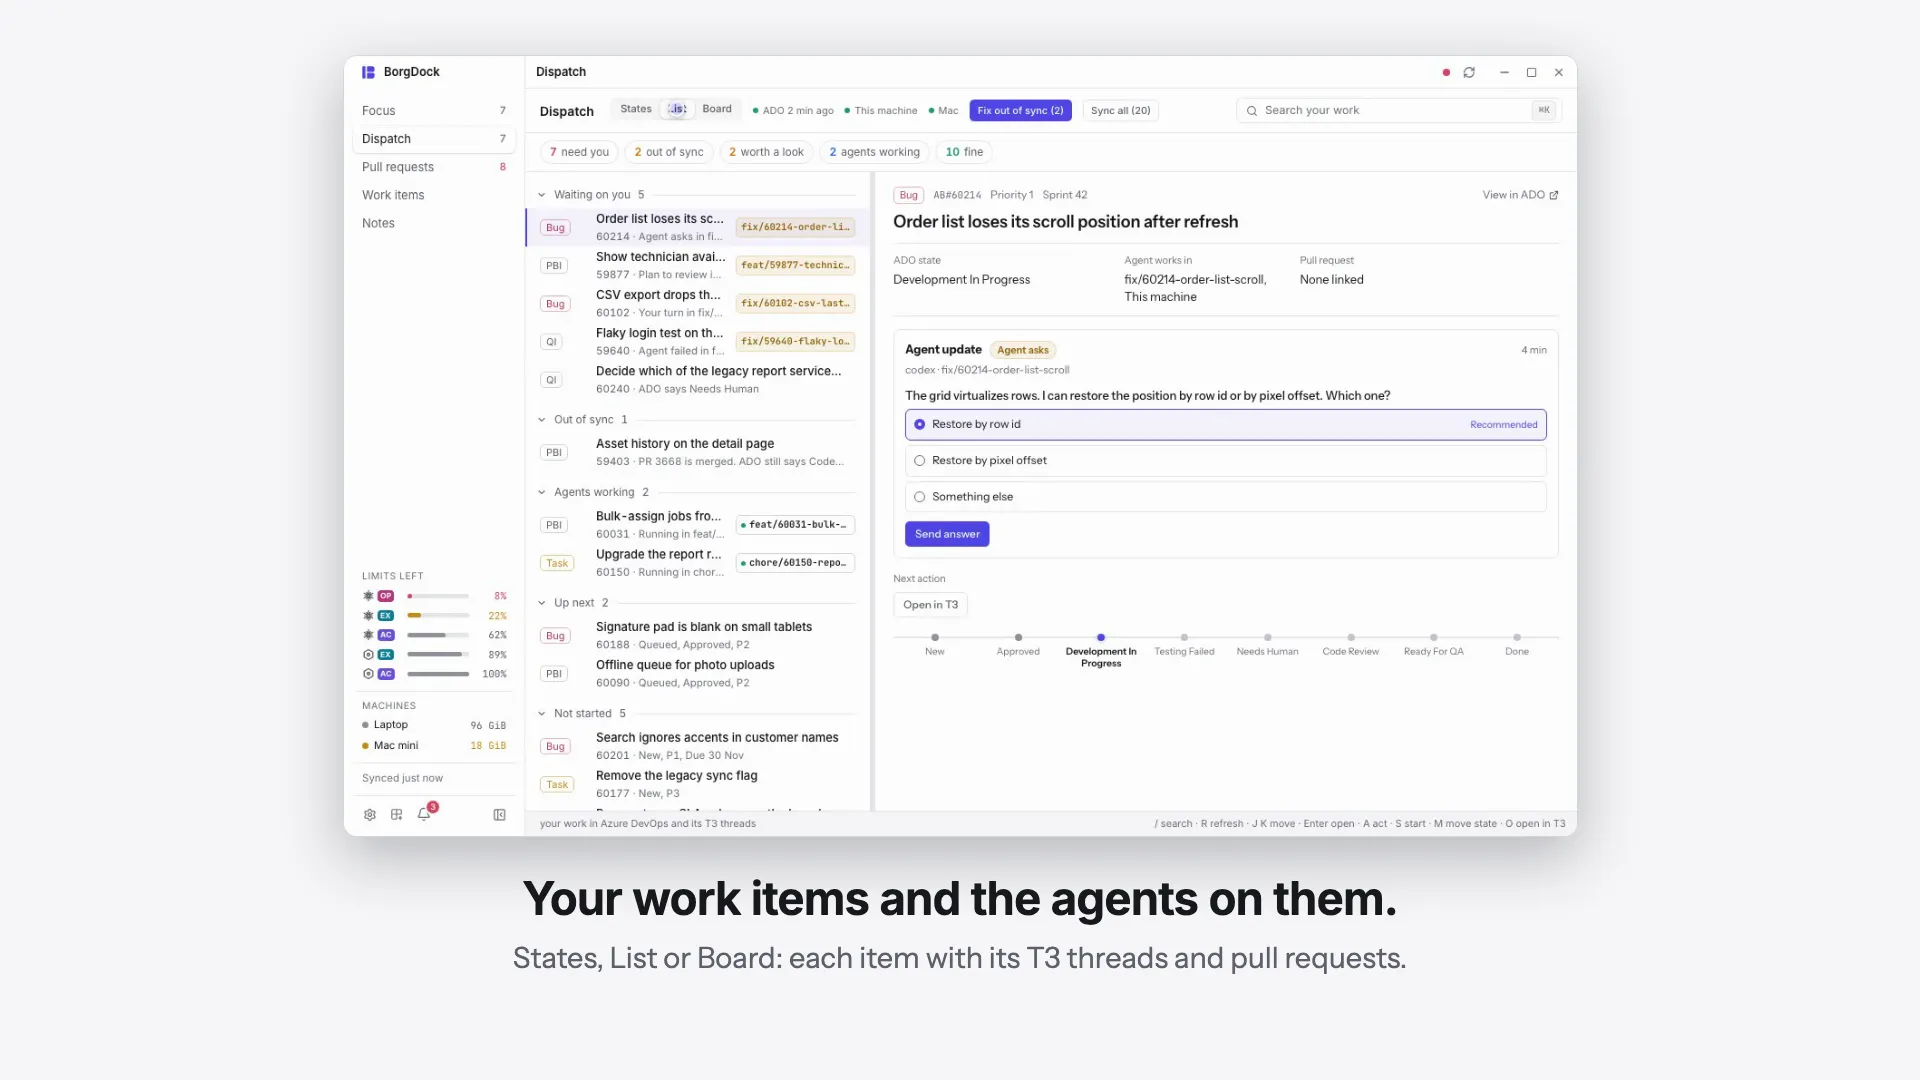 BorgDock
Focus 7
Dispatch 7
Pull requests 8
Work items
Notes
LIMITS LEFT
OP 8%
EX 22%
AC 62%
EX 89%
AC 100%
MACHINES
Laptop 96 GiB
Mac mini 18 GiB
Synced just now
3
Dispatch
Dispatch
States List Board
ADO 2 min ago This machine Mac
Fix out of sync (2)
Sync all (20)
Search your work ⌘K
7 need you 2 out of sync 2 worth a look 2 agents working 10 fine
Waiting on you 5
Bug Order list loses its sc... fix/60214-order-li...
60214 · Agent asks in fi...
PBI Show technician avai... feat/59877-technic...
59877 · Plan to review i...
Bug CSV export drops th... fix/60102-csv-last...
60102 · Your turn in fix/...
QI Flaky login test on th... fix/59640-flaky-lo...
59640 · Agent failed in f...
QI Decide which of the legacy report service...
60240 · ADO says Needs Human
Out of sync 1
PBI Asset history on the detail page
59403 · PR 3668 is merged. ADO still says Code...
Agents working 2
PBI Bulk-assign jobs fro... feat/60031-bulk-...
60031 · Running in feat/...
Task Upgrade the report r... chore/60150-repo...
60150 · Running in chor...
Up next 2
Bug Signature pad is blank on small tablets
60188 · Queued, Approved, P2
PBI Offline queue for photo uploads
60090 · Queued, Approved, P2
Not started 5
Bug Search ignores accents in customer names
60201 · New, P1, Due 30 Nov
Task Remove the legacy sync flag
60177 · New, P3
Bug AB#60214 Priority 1 Sprint 42 View in ADO
Order list loses its scroll position after refresh
ADO state Agent works in Pull request
Development In Progress fix/60214-order-list-scroll, None linked
This machine
Agent update Agent asks 4 min
codex · fix/60214-order-list-scroll
The grid virtualizes rows. I can restore the position by row id or by pixel offset. Which one?
Restore by row id Recommended
Restore by pixel offset
Something else
Send answer
Next action
Open in T3
New Approved Development In Progress Testing Failed Needs Human Code Review Ready For QA Done
your work in Azure DevOps and its T3 threads
/ search · R refresh · J K move · Enter open · A act · S start · M move state · O open in T3
Your work items and the agents on them.
States, List or Board: each item with its T3 threads and pull requests.